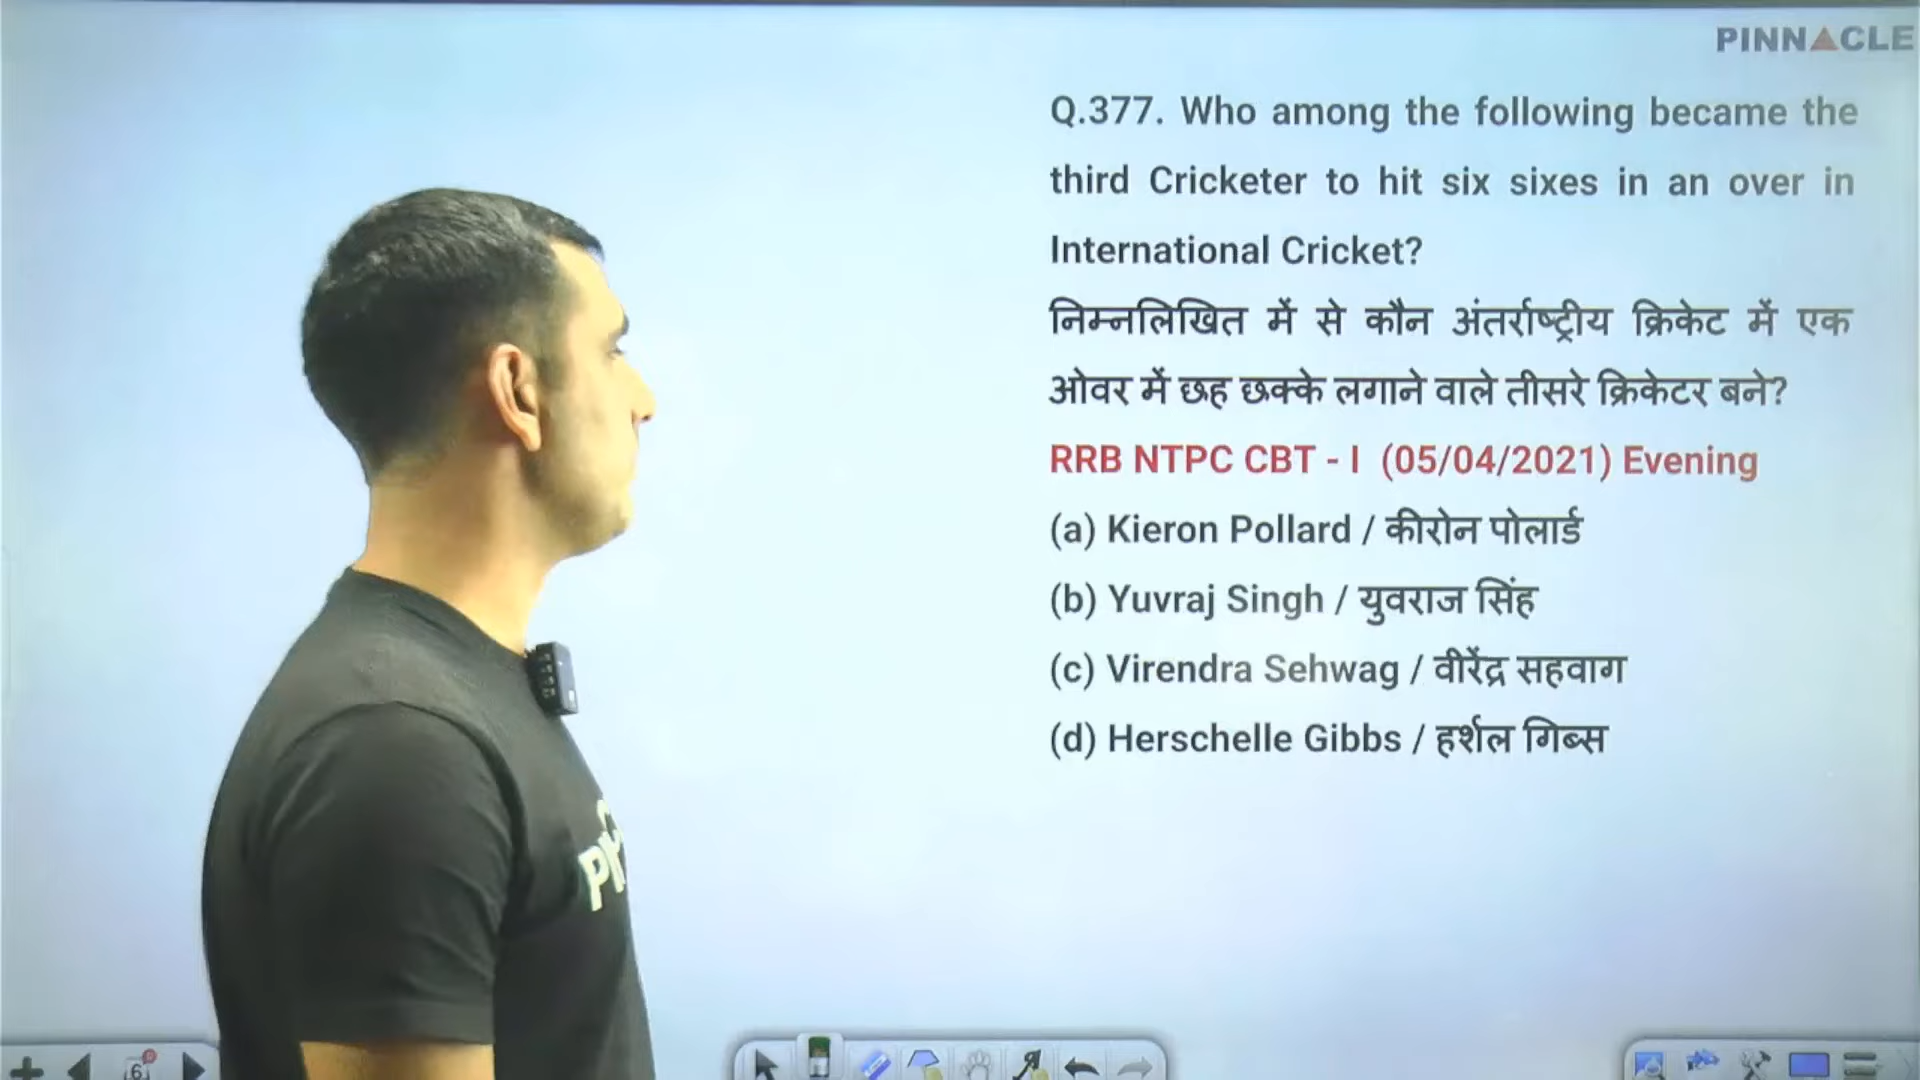 PINNACLE
Q.377. Who among the following became the
third Cricketer to hit six sixes in an over in
International Cricket?
निम्नलिखित में से कौन अंतर्राष्ट्रीय क्रिकेट में एक
ओवर में छह छक्के लगाने वाले तीसरे क्रिकेटर बने?
RRB NTPC CBT - I (05/04/2021) Evening
(a) Kieron Pollard / कीरोन पोलार्ड
(b) Yuvraj Singh / युवराज सिंह
(c) Virendra Sehwag / वीरेंद्र सहवाग
(d) Herschelle Gibbs / हर्शल गिब्स